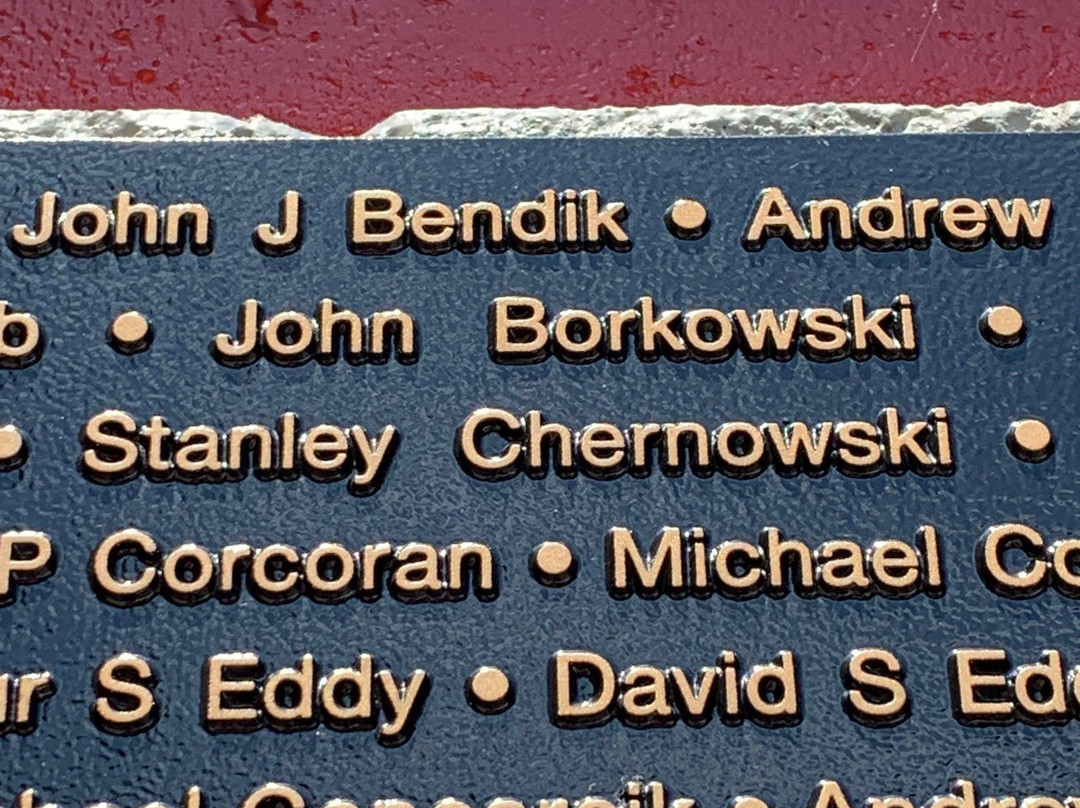 John J Bendik • Andrew
• John Borkowski •
• Stanley Chernowski •
P Corcoran • Michael
S Eddy • David S